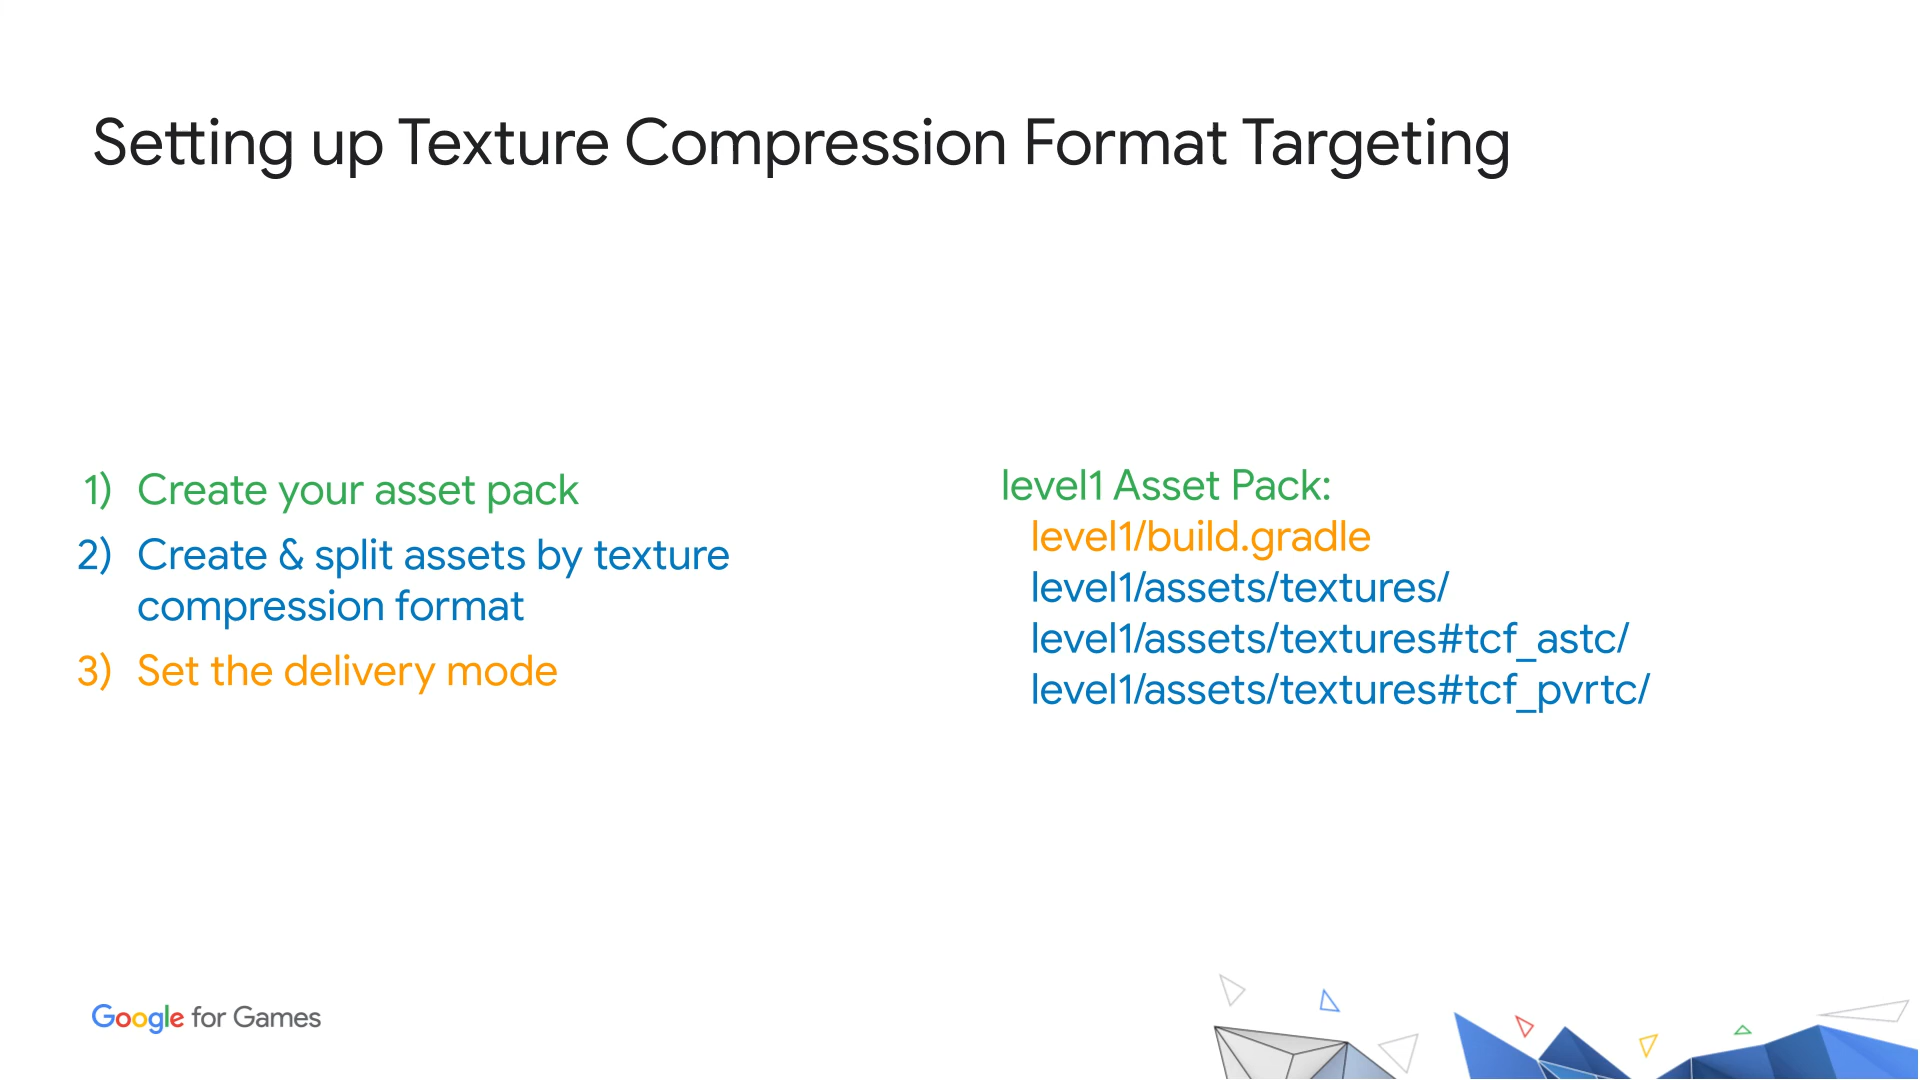 Setting up Texture Compression Format Targeting
1) Create your asset pack
2) Create & split assets by texture
compression format
3) Set the delivery mode
level1 Asset Pack:
level1/build.gradle
level1/assets/textures/
level1/assets/textures#tcf_astc/
level1/assets/textures#tcf_pvrtc/
Google for Games